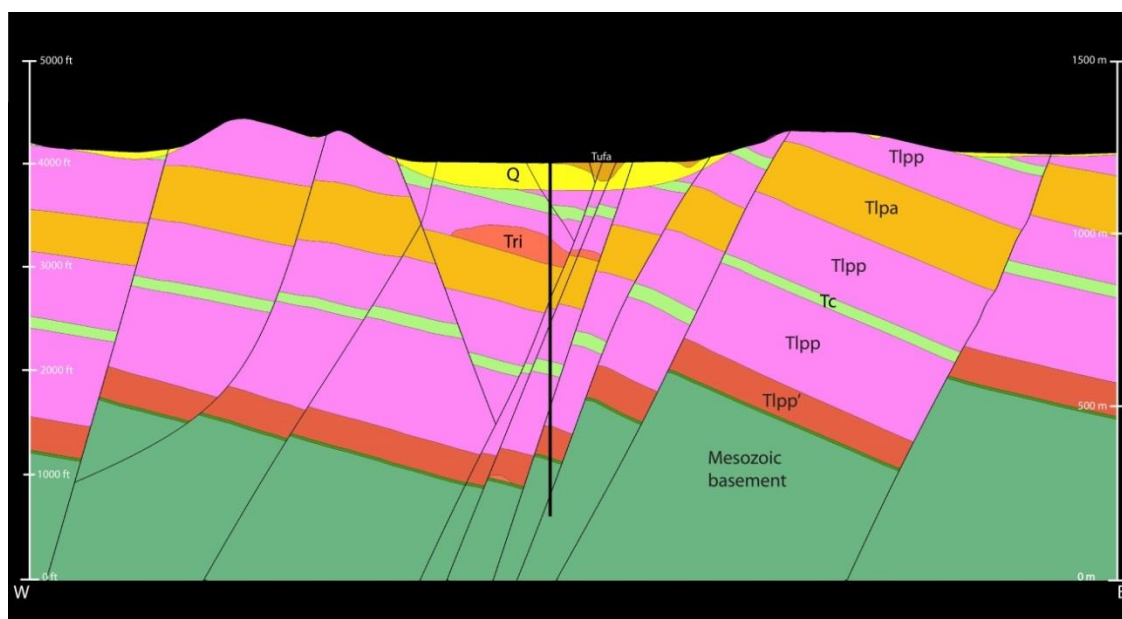 5000 ft
1500 m
Tufa
4000 ft
Tlpp
Q
Tlpa
1000 m
Tri
Tlpp
3000 ft
Tc
Tlpp
2000 ft
Tlpp'
500 m
Mesozoic
basement
1000 ft
0 ft
0 m
W
E